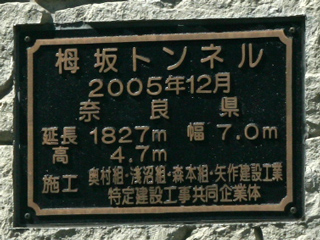 栂坂トンネル
2005年12月
奈良県
延長 1827m 幅 7.0m
高 4.7m
施工 奥村組・浅沼組・森本組・矢作建設工業
特定建設工事共同企業体